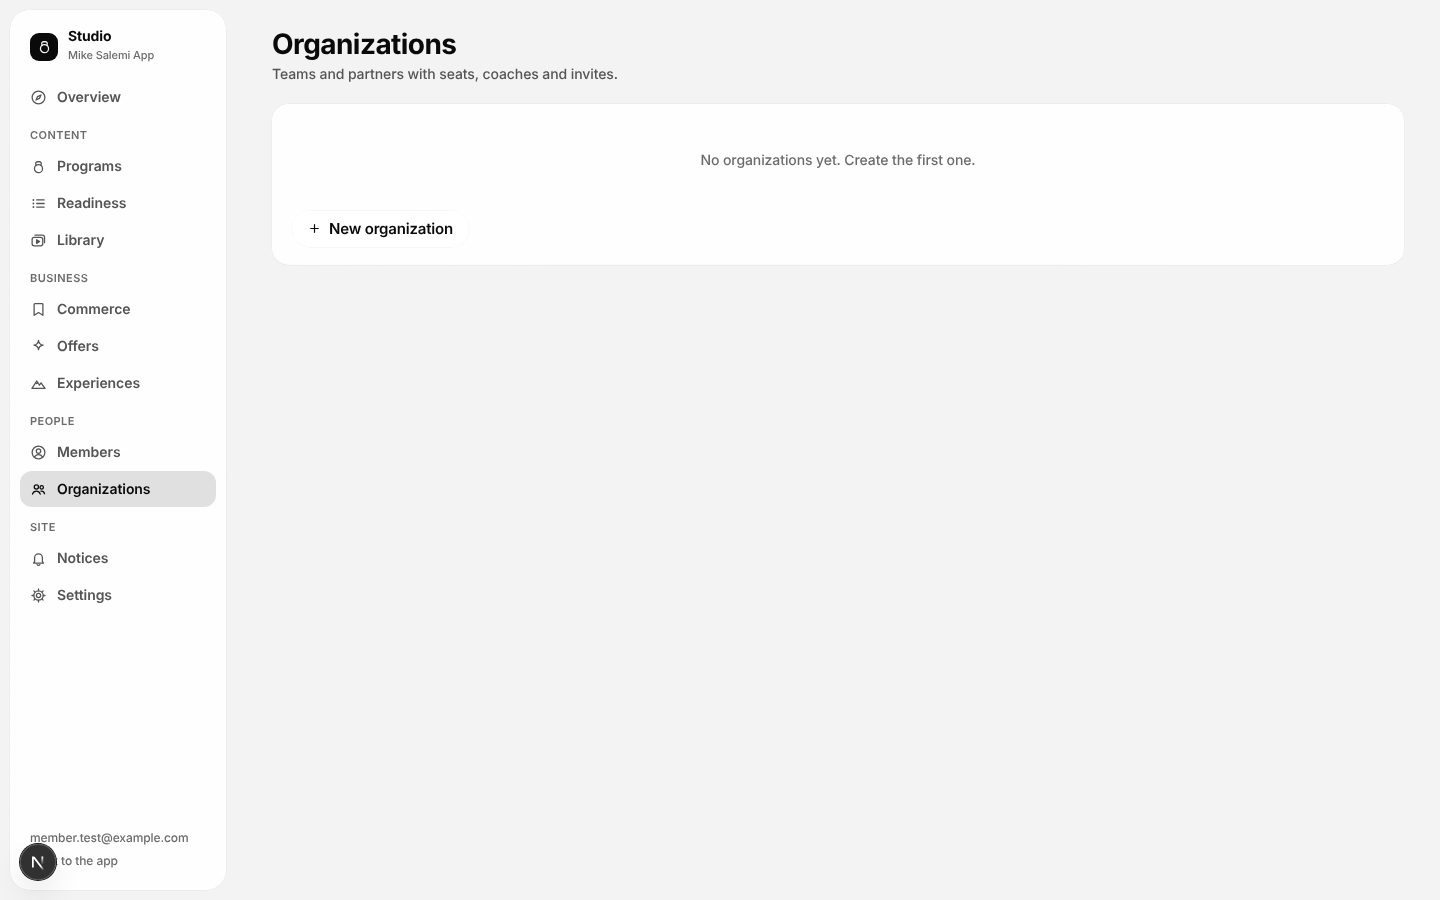 Studio
Mike Salemi App
Overview
CONTENT
Programs
Readiness
Library
BUSINESS
Commerce
Offers
Experiences
PEOPLE
Members
Organizations
SITE
Notices
Settings
member.test@example.com
to the app
N
Organizations
Teams and partners with seats, coaches and invites.
No organizations yet. Create the first one.
+ New organization